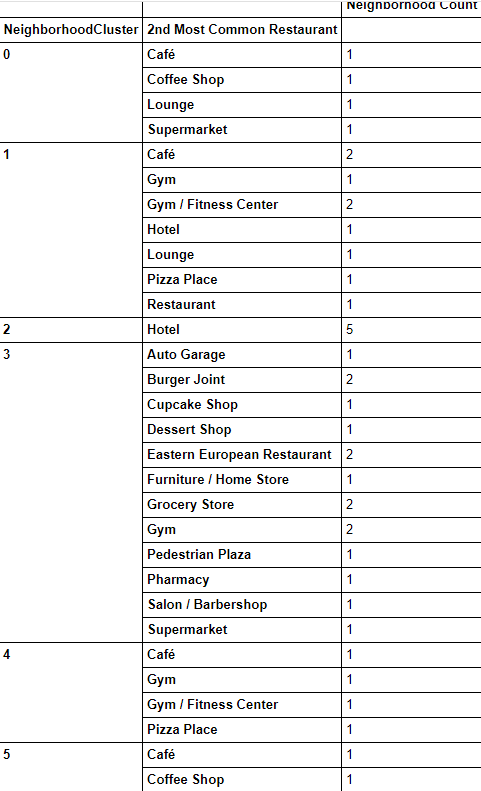 Neighborhood Count
NeighborhoodCluster 2nd Most Common Restaurant
0 Café 1
Coffee Shop 1
Lounge 1
Supermarket 1
1 Café 2
Gym 1
Gym / Fitness Center 2
Hotel 1
Lounge 1
Pizza Place 1
Restaurant 1
2 Hotel 5
3 Auto Garage 1
Burger Joint 2
Cupcake Shop 1
Dessert Shop 1
Eastern European Restaurant 2
Furniture / Home Store 1
Grocery Store 2
Gym 2
Pedestrian Plaza 1
Pharmacy 1
Salon / Barbershop 1
Supermarket 1
4 Café 1
Gym 1
Gym / Fitness Center 1
Pizza Place 1
5 Café 1
Coffee Shop 1